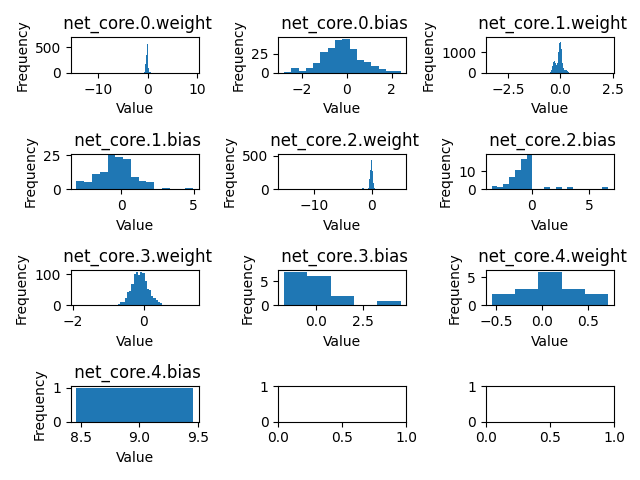 net_core.0.weight
net_core.0.bias
net_core.1.weight
Frequency
500
0
−10
0
10
Value
Frequency
25
0
−2
0
2
Value
Frequency
1000
0
−2.5
0.0
2.5
Value
net_core.1.bias
net_core.2.weight
net_core.2.bias
Frequency
25
0
0
5
Value
Frequency
500
0
−10
0
Value
Frequency
10
0
0
5
Value
net_core.3.weight
net_core.3.bias
net_core.4.weight
Frequency
100
0
−2
0
Value
Frequency
5
0
0.0
2.5
Value
Frequency
5
0
−0.5
0.0
0.5
Value
net_core.4.bias
Frequency
1
0
8.5
9.0
9.5
Value
1
0
0.0
0.5
1.0
1
0
0.0
0.5
1.0